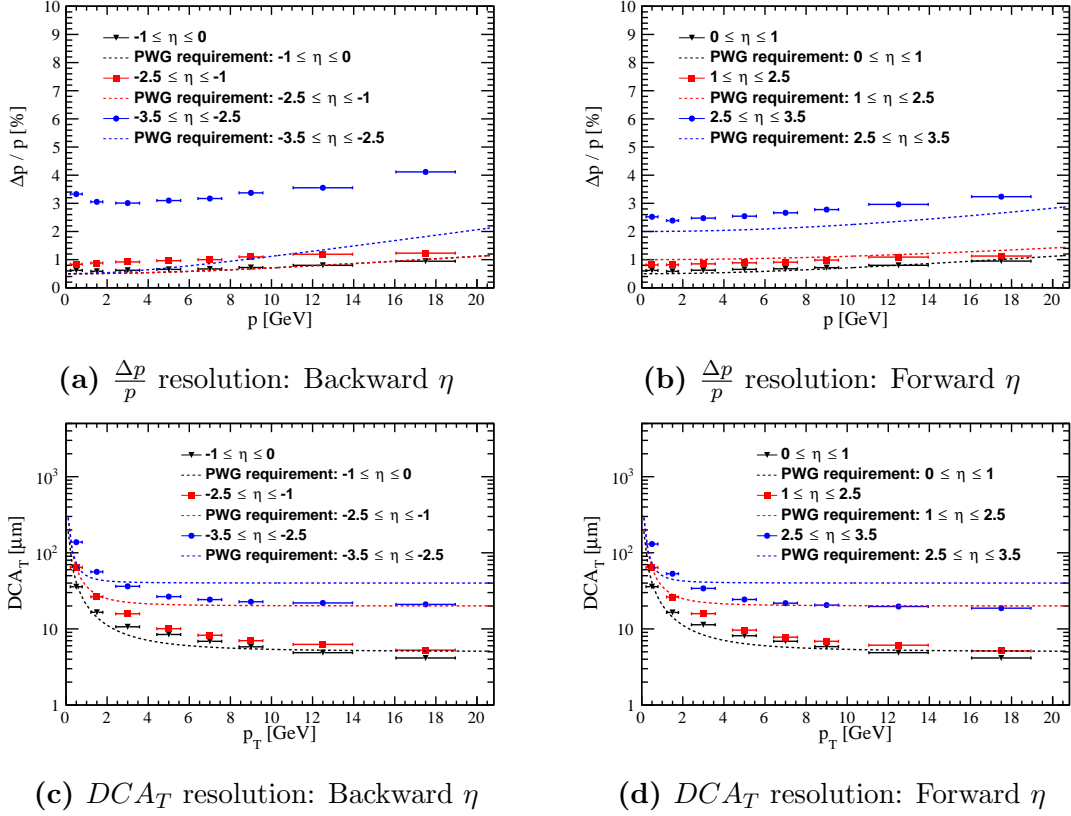 10
9
8
7
6
5
4
3
2
1
0
Δp / p [%]
-1 ≤ η ≤ 0
PWG requirement: -1 ≤ η ≤ 0
-2.5 ≤ η ≤ -1
PWG requirement: -2.5 ≤ η ≤ -1
-3.5 ≤ η ≤ -2.5
PWG requirement: -3.5 ≤ η ≤ -2.5
0 2 4 6 8 10 12 14 16 18 20
p [GeV]
(a) Δp/p resolution: Backward η
10
9
8
7
6
5
4
3
2
1
0
Δp / p [%]
0 ≤ η ≤ 1
PWG requirement: 0 ≤ η ≤ 1
1 ≤ η ≤ 2.5
PWG requirement: 1 ≤ η ≤ 2.5
2.5 ≤ η ≤ 3.5
PWG requirement: 2.5 ≤ η ≤ 3.5
0 2 4 6 8 10 12 14 16 18 20
p [GeV]
(b) Δp/p resolution: Forward η
10³
10²
10
1
DCA_T [μm]
-1 ≤ η ≤ 0
PWG requirement: -1 ≤ η ≤ 0
-2.5 ≤ η ≤ -1
PWG requirement: -2.5 ≤ η ≤ -1
-3.5 ≤ η ≤ -2.5
PWG requirement: -3.5 ≤ η ≤ -2.5
0 2 4 6 8 10 12 14 16 18 20
p_T [GeV]
(c) DCA_T resolution: Backward η
10³
10²
10
1
DCA_T [μm]
0 ≤ η ≤ 1
PWG requirement: 0 ≤ η ≤ 1
1 ≤ η ≤ 2.5
PWG requirement: 1 ≤ η ≤ 2.5
2.5 ≤ η ≤ 3.5
PWG requirement: 2.5 ≤ η ≤ 3.5
0 2 4 6 8 10 12 14 16 18 20
p_T [GeV]
(d) DCA_T resolution: Forward η